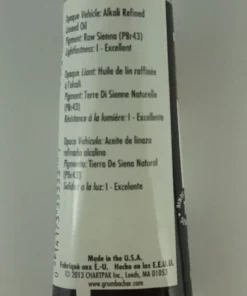 Opaque Vehicle: Alkali Refined
Linseed Oil
Pigment: Raw Sienna (PBr43)
Lightfastness: I - Excellent
Opaque Liant: Huile de lin raffinée
à l'alcali
Pigment: Terre Di Sienne Naturelle
(PBr43)
Résistance à la lumière: I - Excellent
Opaco Vehicula: Aceite de linaza
refinado alcalino
Pigmento: Tierra De Siena Natural
(PBr43)
Solidez a la luz: I - Excelente
Made in the U.S.A.
Fabriqué aux É.-U. Hecho en los E.E.U.U.
© 2013 CHARTPAK Inc, Leeds, MA 01053
www.grumbacher.com